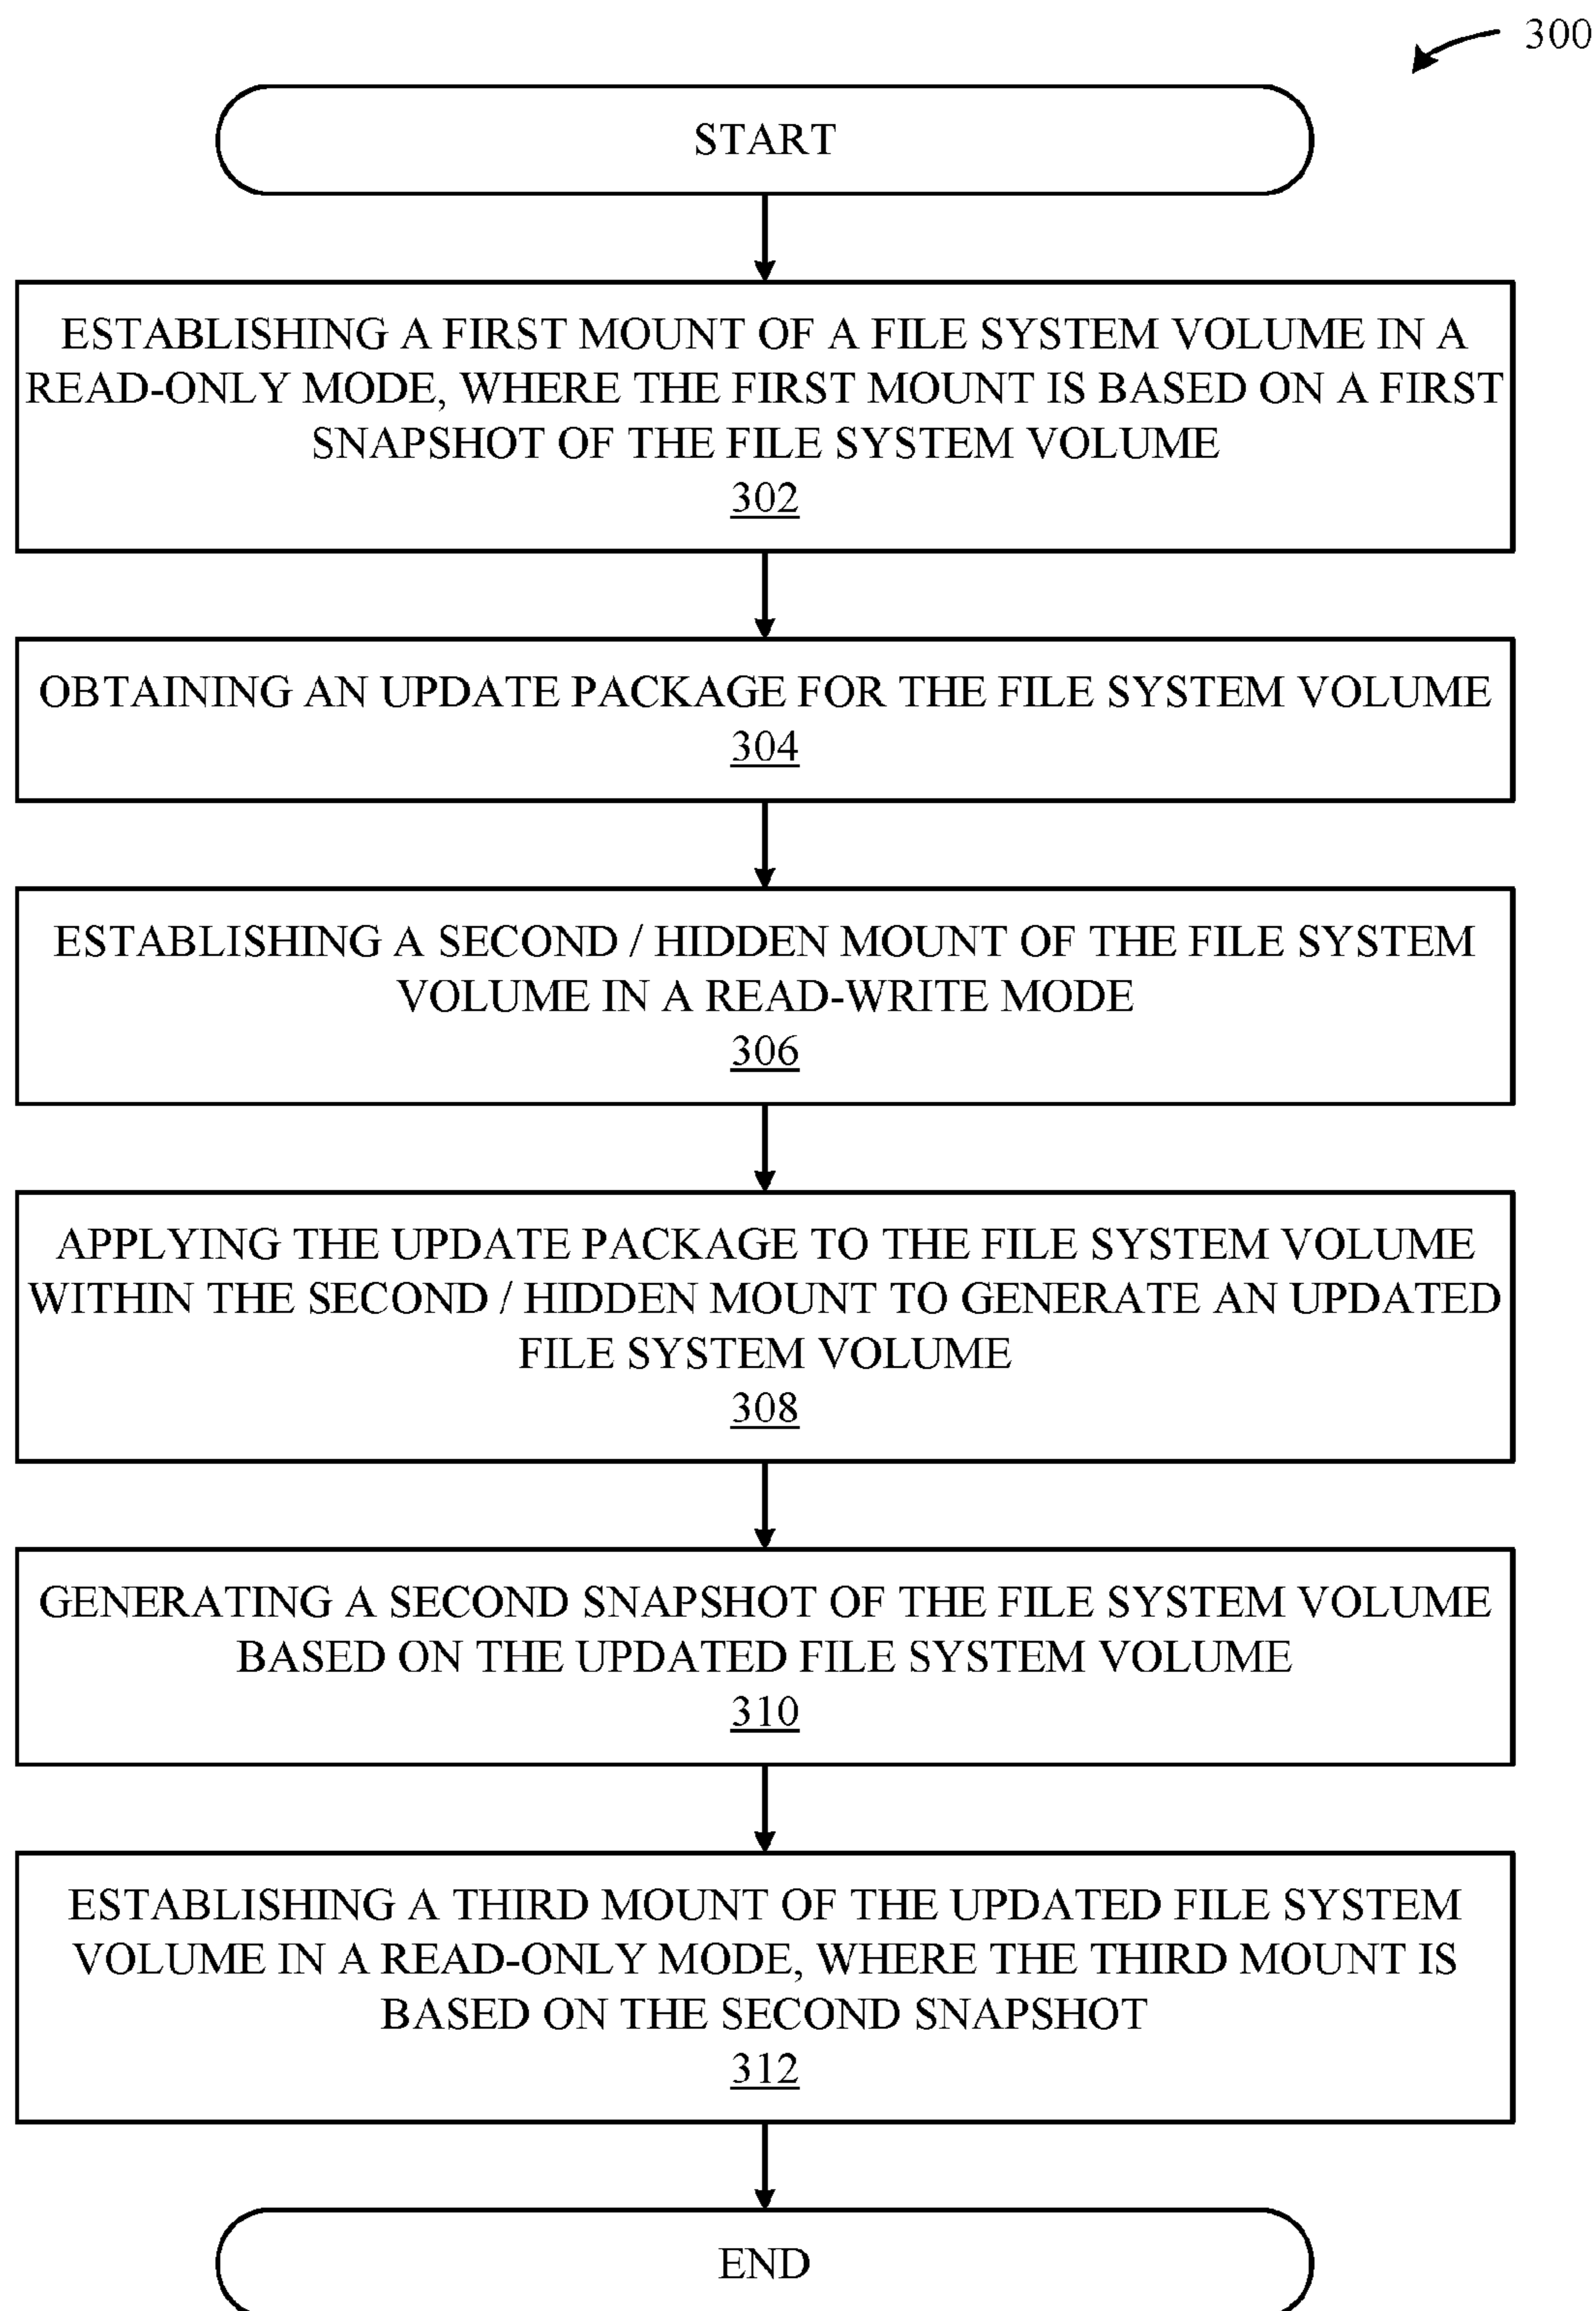 300
START
ESTABLISHING A FIRST MOUNT OF A FILE SYSTEM VOLUME IN A
READ-ONLY MODE, WHERE THE FIRST MOUNT IS BASED ON A FIRST
SNAPSHOT OF THE FILE SYSTEM VOLUME
302
OBTAINING AN UPDATE PACKAGE FOR THE FILE SYSTEM VOLUME
304
ESTABLISHING A SECOND / HIDDEN MOUNT OF THE FILE SYSTEM
VOLUME IN A READ-WRITE MODE
306
APPLYING THE UPDATE PACKAGE TO THE FILE SYSTEM VOLUME
WITHIN THE SECOND / HIDDEN MOUNT TO GENERATE AN UPDATED
FILE SYSTEM VOLUME
308
GENERATING A SECOND SNAPSHOT OF THE FILE SYSTEM VOLUME
BASED ON THE UPDATED FILE SYSTEM VOLUME
310
ESTABLISHING A THIRD MOUNT OF THE UPDATED FILE SYSTEM
VOLUME IN A READ-ONLY MODE, WHERE THE THIRD MOUNT IS
BASED ON THE SECOND SNAPSHOT
312
END